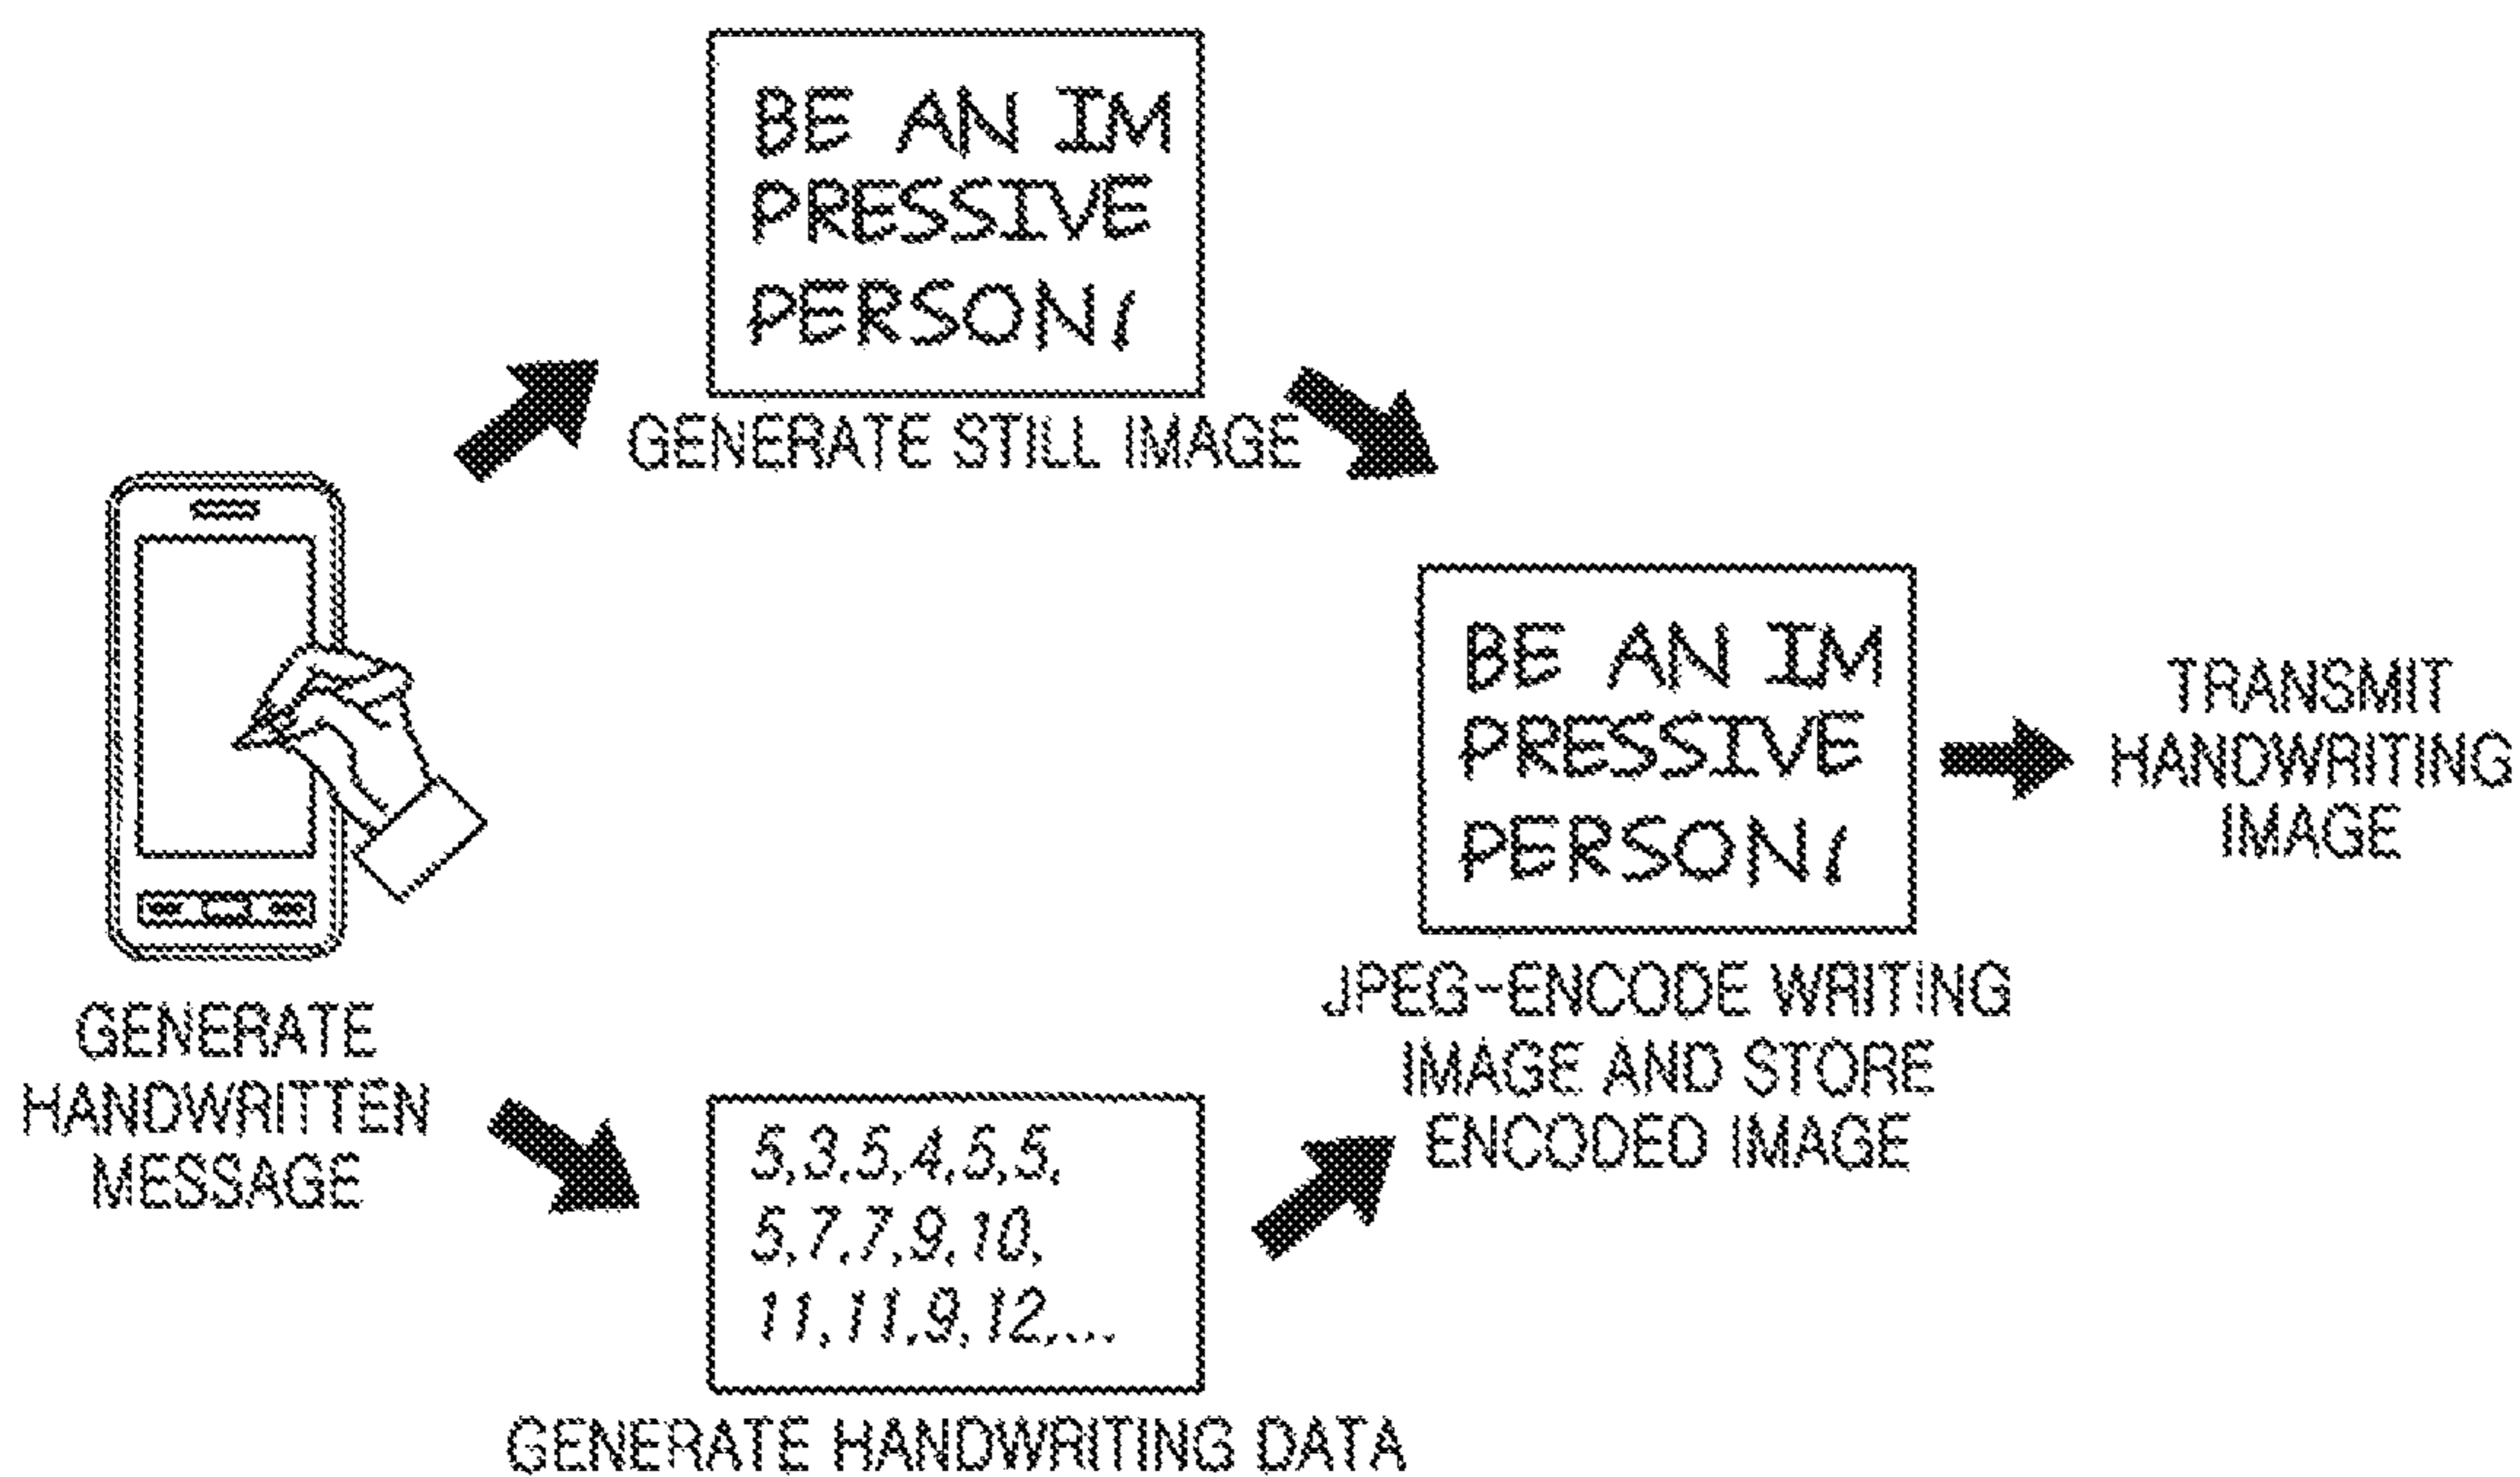 BE AN IM
PRESSIVE
PERSON!
GENERATE STILL IMAGE
GENERATE
HANDWRITTEN
MESSAGE
5,3,5,4,5,5,
5,7,7,9,10,
11,11,9,12,...
GENERATE HANDWRITING DATA
BE AN IM
PRESSIVE
PERSON!
JPEG-ENCODE WRITING
IMAGE AND STORE
ENCODED IMAGE
TRANSMIT
HANDWRITING
IMAGE